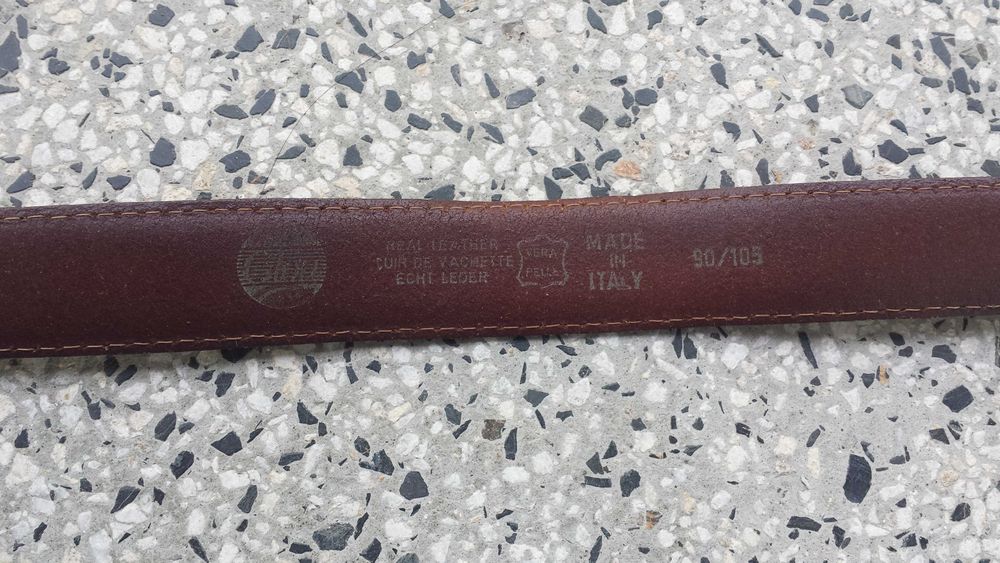 REAL LEATHER
CUIR DE VACHETTE
ECHT LEDER
VERA
PELLE
MADE
IN
ITALY
90/105